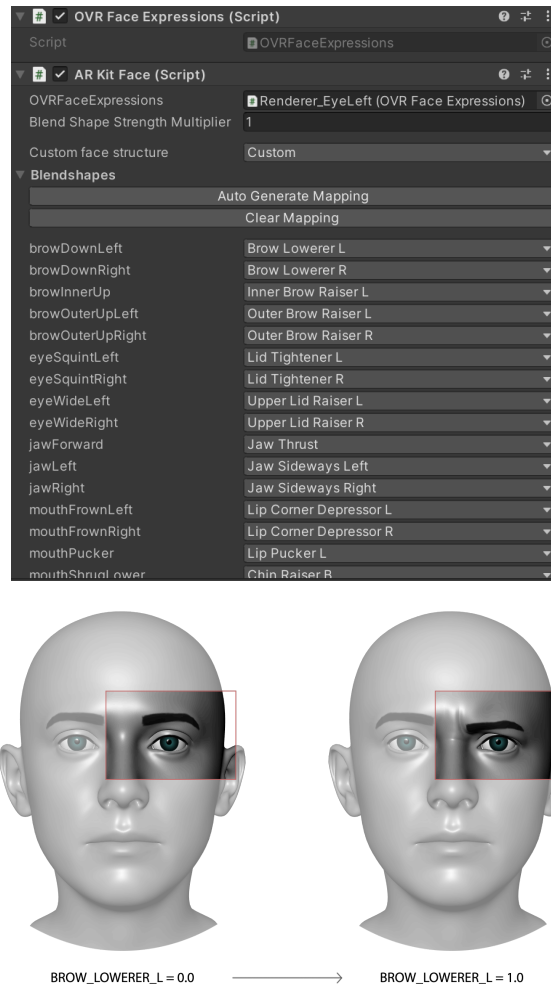 OVR Face Expressions (Script)
Script OVRFaceExpressions
AR Kit Face (Script)
OVRFaceExpressions Renderer_EyeLeft (OVR Face Expressions)
Blend Shape Strength Multiplier 1
Custom face structure Custom
Blendshapes
Auto Generate Mapping
Clear Mapping
browDownLeft Brow Lowerer L
browDownRight Brow Lowerer R
browInnerUp Inner Brow Raiser L
browOuterUpLeft Outer Brow Raiser L
browOuterUpRight Outer Brow Raiser R
eyeSquintLeft Lid Tightener L
eyeSquintRight Lid Tightener R
eyeWideLeft Upper Lid Raiser L
eyeWideRight Upper Lid Raiser R
jawForward Jaw Thrust
jawLeft Jaw Sideways Left
jawRight Jaw Sideways Right
mouthFrownLeft Lip Corner Depressor L
mouthFrownRight Lip Corner Depressor R
mouthPucker Lip Pucker L
mouthShrugLower Chin Raiser B
BROW_LOWERER_L = 0.0 BROW_LOWERER_L = 1.0